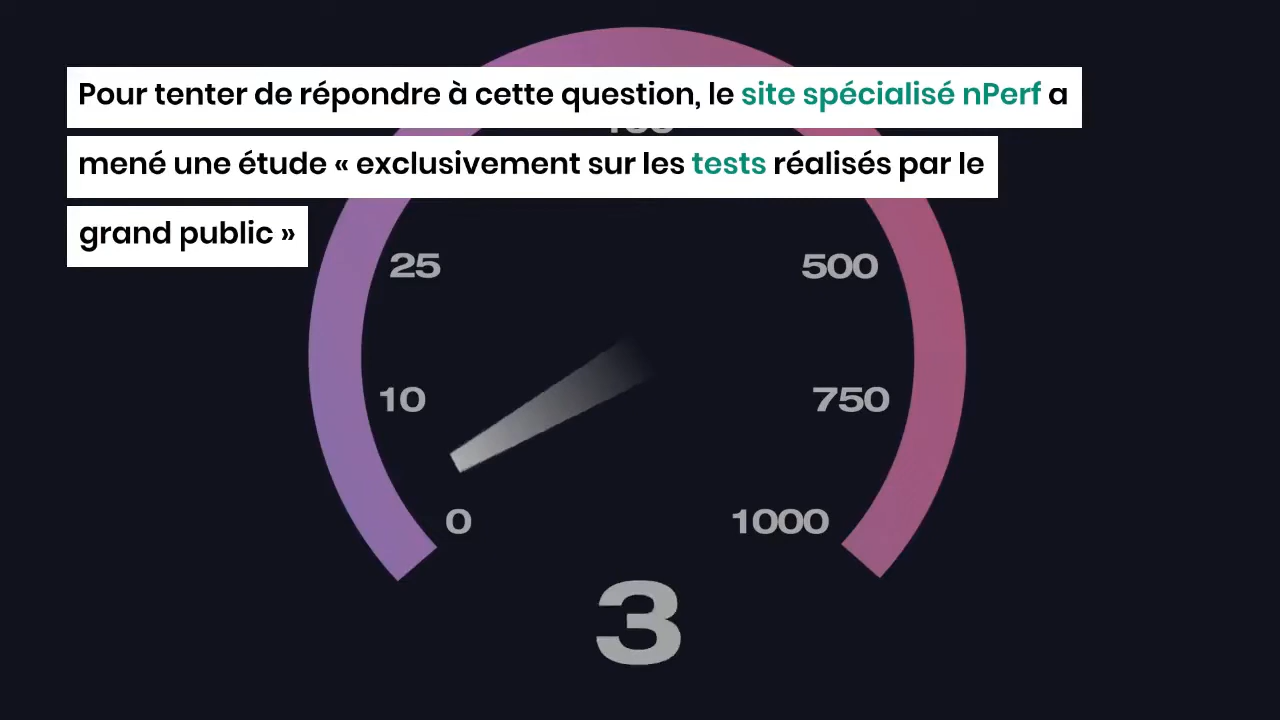 Pour tenter de répondre à cette question, le site spécialisé nPerf a
mené une étude « exclusivement sur les tests réalisés par le
grand public »
25
500
10
750
0
1000
3